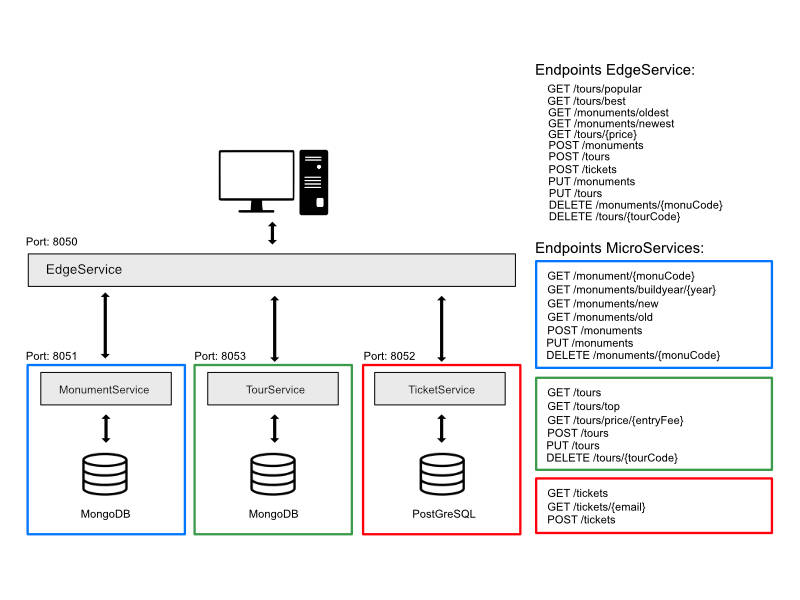 Endpoints EdgeService:
GET /tours/popular
GET /tours/best
GET /monuments/oldest
GET /monuments/newest
GET /tours/{price}
POST /monuments
POST /tours
POST /tickets
PUT /monuments
PUT /tours
DELETE /monuments/{monuCode}
DELETE /tours/{tourCode}
Port: 8050
EdgeService
Port: 8051
MonumentService
MongoDB
Port: 8053
TourService
MongoDB
Port: 8052
TicketService
PostGreSQL
Endpoints MicroServices:
GET /monument/{monuCode}
GET /monuments/buildyear/{year}
GET /monuments/new
GET /monuments/old
POST /monuments
PUT /monuments
DELETE /monuments/{monuCode}
GET /tours
GET /tours/top
GET /tours/price/{entryFee}
POST /tours
PUT /tours
DELETE /tours/{tourCode}
GET /tickets
GET /tickets/{email}
POST /tickets